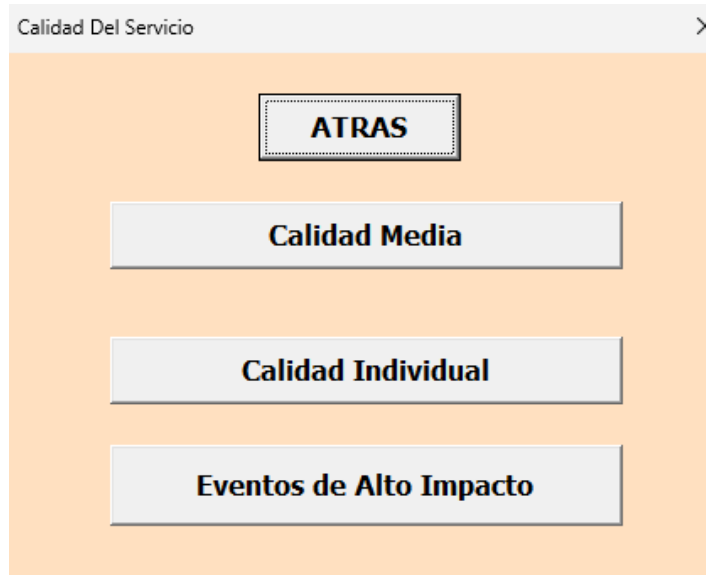 Calidad Del Servicio
ATRAS
Calidad Media
Calidad Individual
Eventos de Alto Impacto